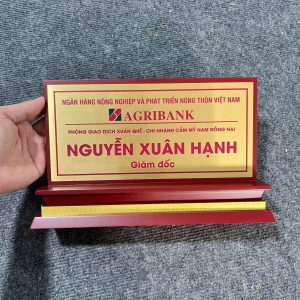 NGÂN HÀNG NÔNG NGHIỆP VÀ PHÁT TRIỂN NÔNG THÔN VIỆT NAM
AGRIBANK
PHÒNG GIAO DỊCH XUÂN QUẾ - CHI NHÁNH CẨM MỸ NAM ĐỒNG NAI
NGUYỄN XUÂN HẠNH
Giám đốc